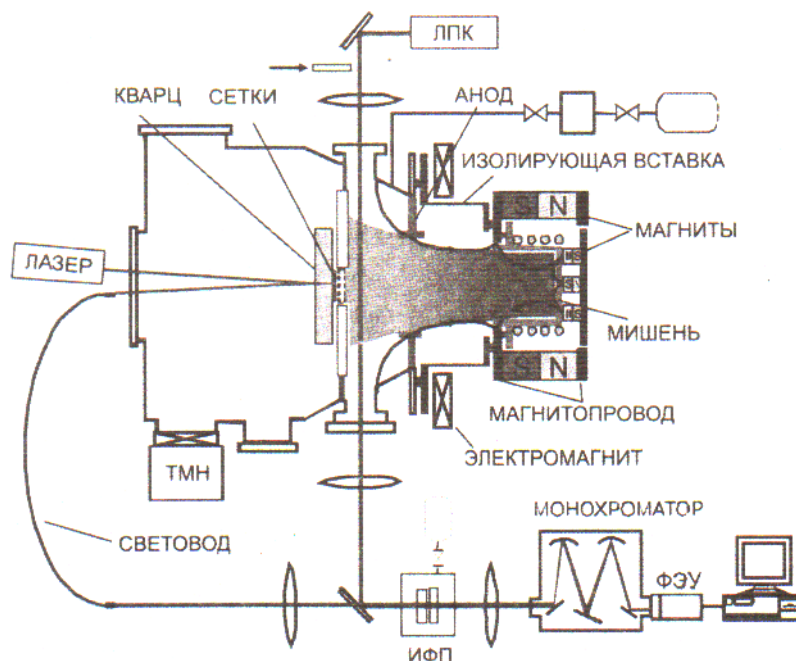 ЛПК
КВАРЦ
СЕТКИ
АНОД
ИЗОЛИРУЮЩАЯ ВСТАВКА
S N
МАГНИТЫ
ЛАЗЕР
МИШЕНЬ
S N
МАГНИТОПРОВОД
ЭЛЕКТРОМАГНИТ
ТМН
МОНОХРОМАТОР
СВЕТОВОД
ФЭУ
ИФП